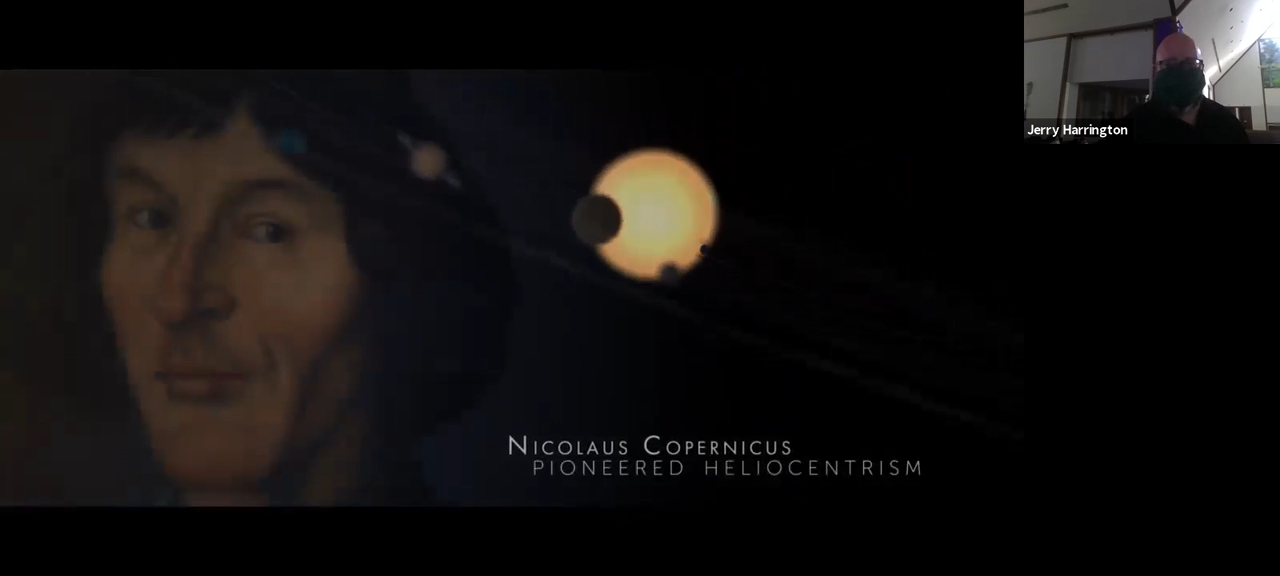 Jerry Harrington
NICOLAUS COPERNICUS
PIONEERED HELIOCENTRISM